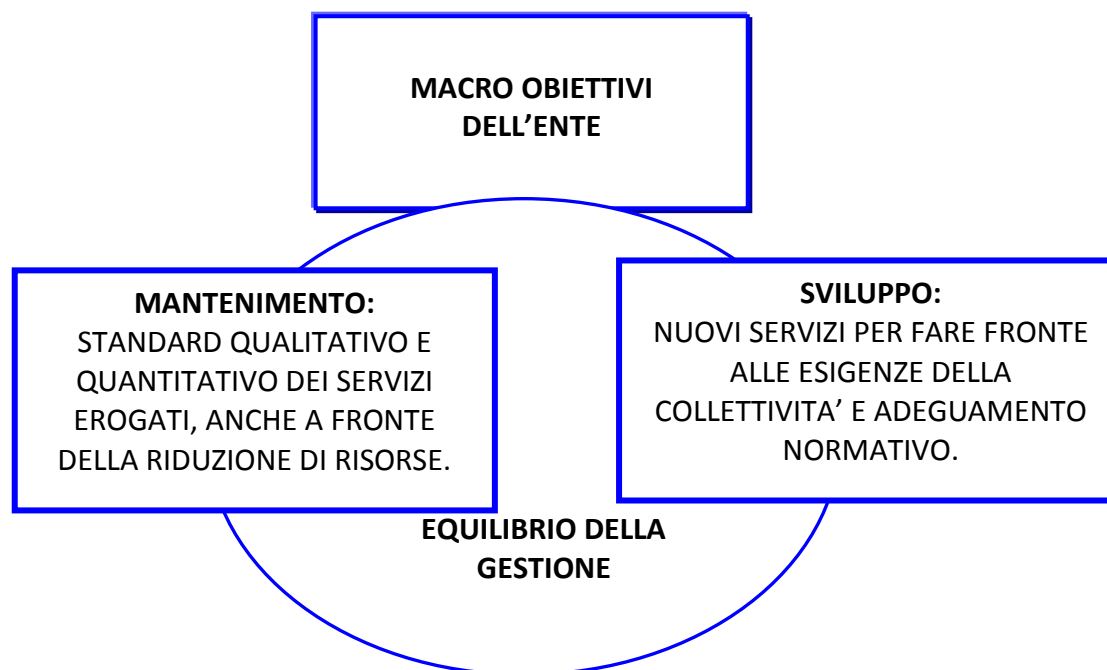 MACRO OBIETTIVI
DELL’ENTE
MANTENIMENTO:
STANDARD QUALITATIVO E
QUANTITATIVO DEI SERVIZI
EROGATI, ANCHE A FRONTE
DELLA RIDUZIONE DI RISORSE.
SVILUPPO:
NUOVI SERVIZI PER FARE FRONTE
ALLE ESIGENZE DELLA
COLLETTIVITA’ E ADEGUAMENTO
NORMATIVO.
EQUILIBRIO DELLA
GESTIONE